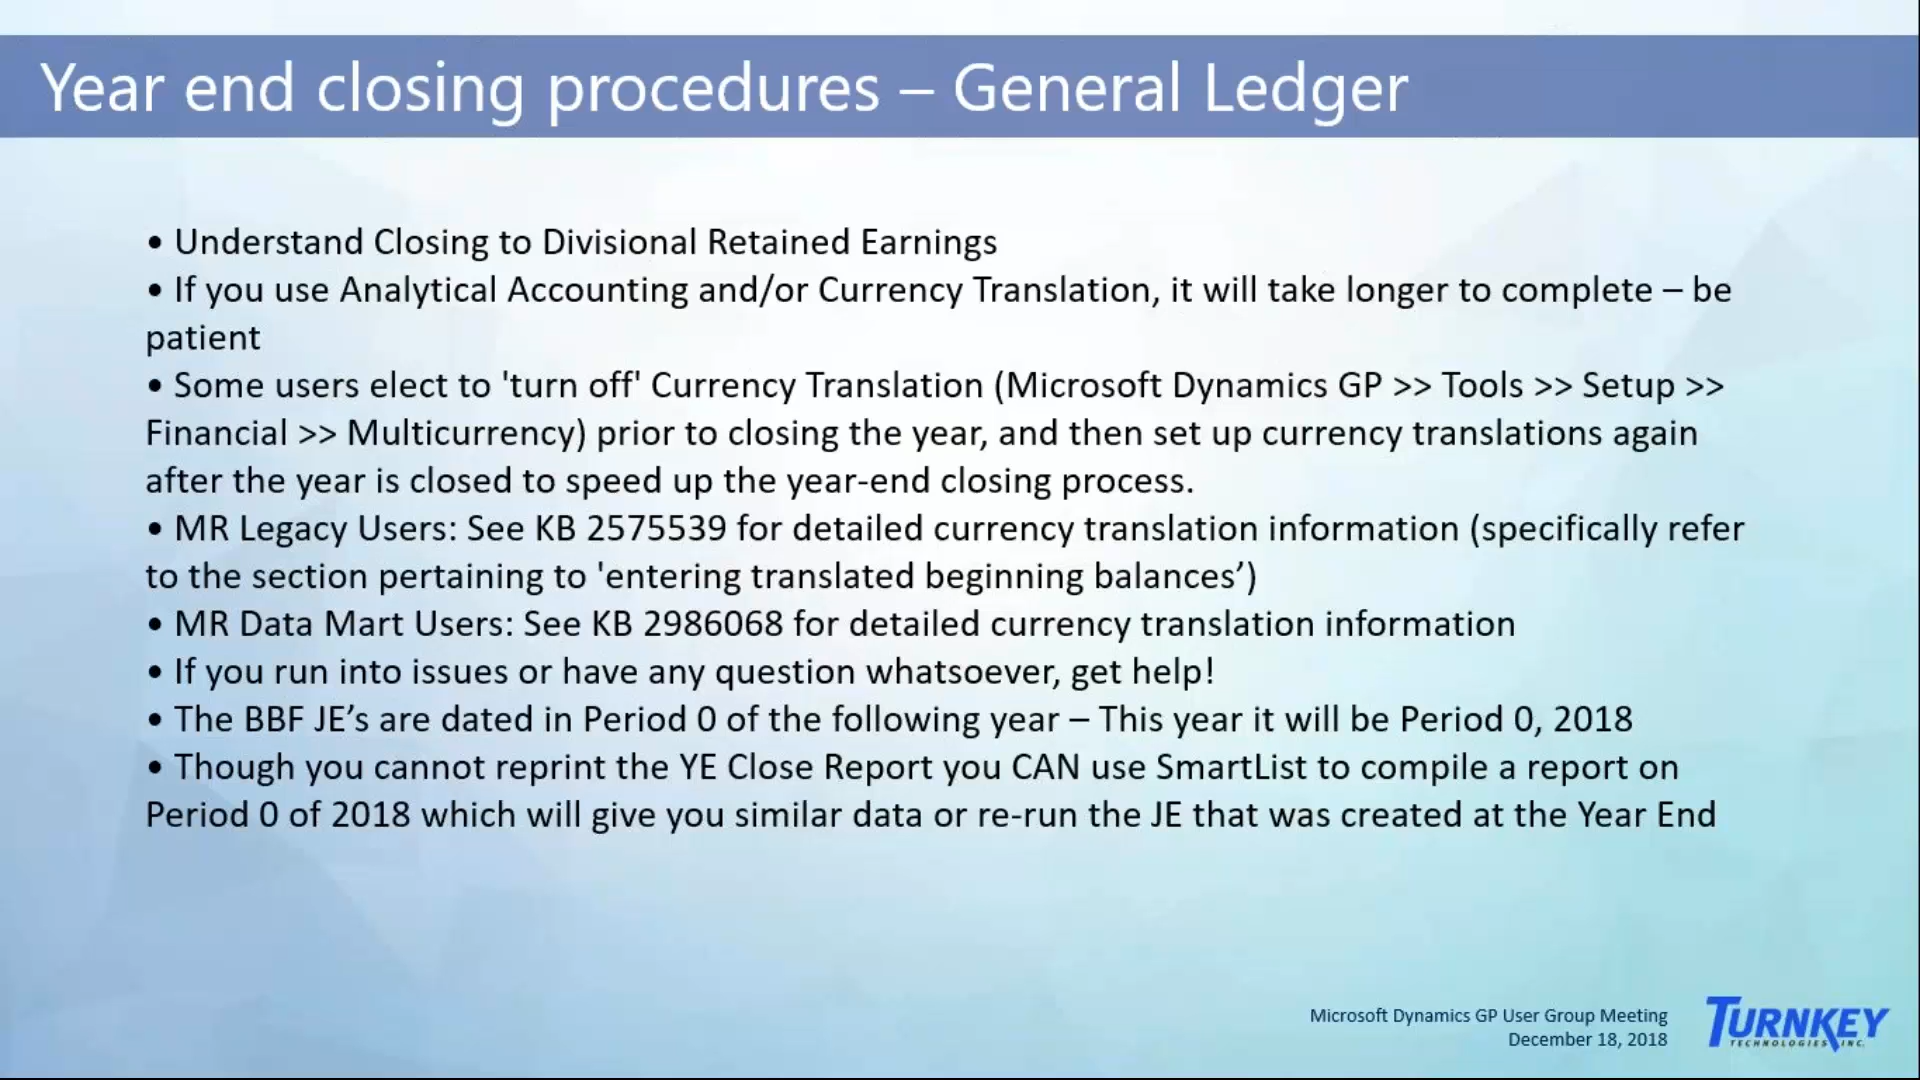 Year end closing procedures – General Ledger
• Understand Closing to Divisional Retained Earnings
• If you use Analytical Accounting and/or Currency Translation, it will take longer to complete – be
patient
• Some users elect to 'turn off' Currency Translation (Microsoft Dynamics GP >> Tools >> Setup >>
Financial >> Multicurrency) prior to closing the year, and then set up currency translations again
after the year is closed to speed up the year-end closing process.
• MR Legacy Users: See KB 2575539 for detailed currency translation information (specifically refer
to the section pertaining to 'entering translated beginning balances’)
• MR Data Mart Users: See KB 2986068 for detailed currency translation information
• If you run into issues or have any question whatsoever, get help!
• The BBF JE’s are dated in Period 0 of the following year – This year it will be Period 0, 2018
• Though you cannot reprint the YE Close Report you CAN use SmartList to compile a report on
Period 0 of 2018 which will give you similar data or re-run the JE that was created at the Year End
Microsoft Dynamics GP User Group Meeting
December 18, 2018
TURNKEY
TECHNOLOGIES INC.